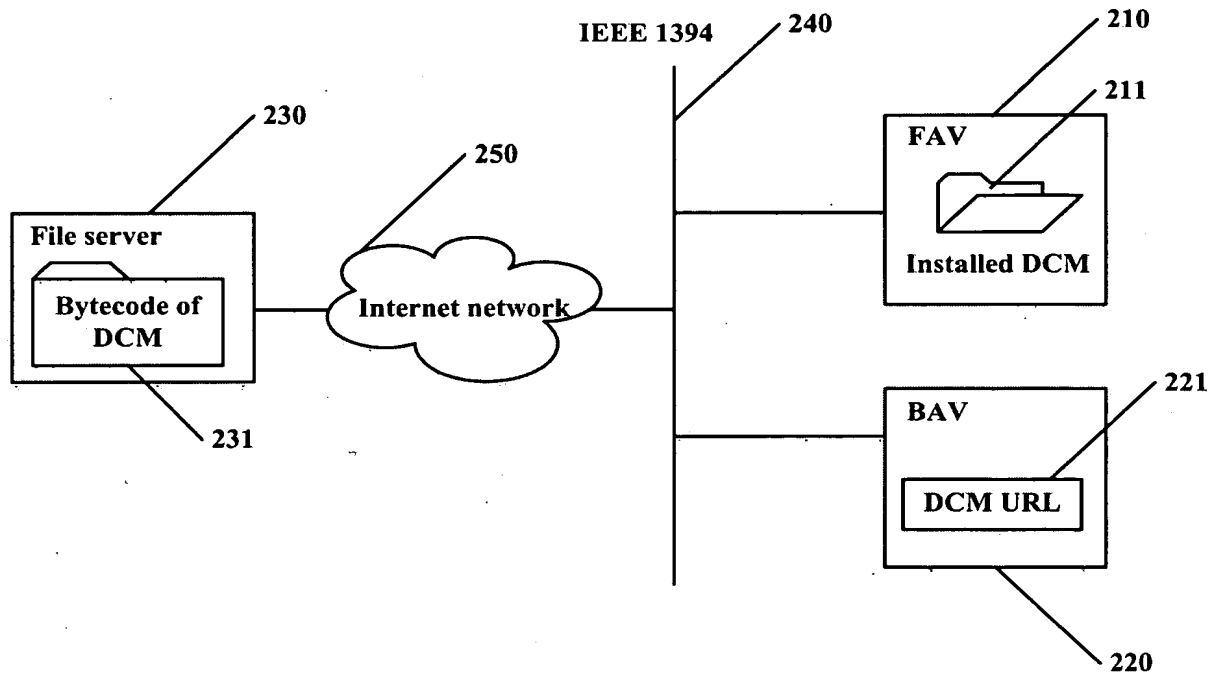 IEEE 1394
240
210
211
230
250
FAV
File server
Installed DCM
Bytecode of
DCM
Internet network
221
BAV
231
DCM URL
220